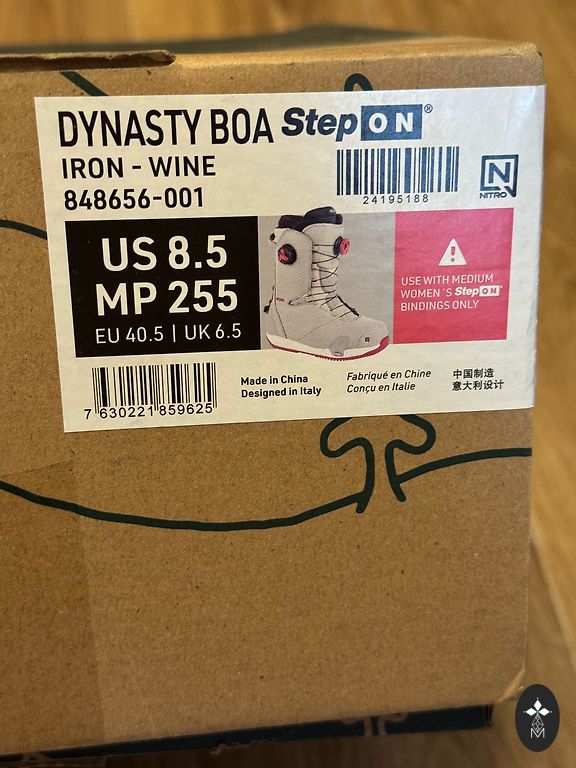 DYNASTY BOA Step ON®
IRON - WINE
848656-001
24195188
NITRO
US 8.5
MP 255
EU 40.5 | UK 6.5
USE WITH MEDIUM
WOMEN´S Step ON®
BINDINGS ONLY
7 630221 859625
Made in China
Designed in Italy
Fabriqué en Chine
Conçu en Italie
中国制造
意大利设计